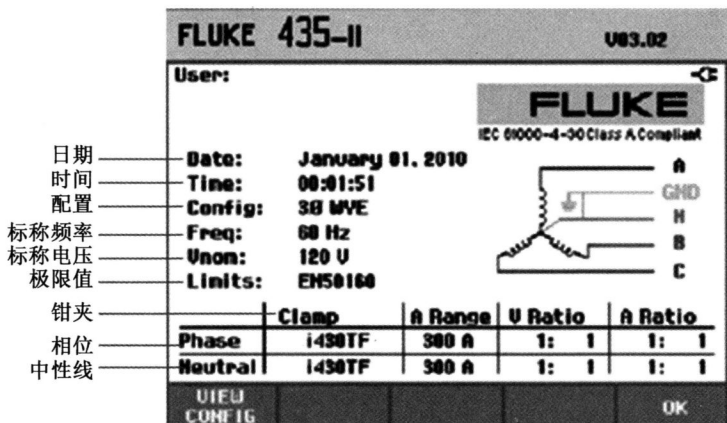 FLUKE 435-II V03.02
User:
FLUKE
IEC 61000-4-30 Class A Compliant
日期 Date: January 01, 2010
时间 Time: 00:01:51
配置 Config: 3Ø WYE
标称频率 Freq: 60 Hz
标称电压 Vnom: 120 V
极限值 Limits: EN50160
A
GND
N
B
C
钳夹 Clamp A Range V Ratio A Ratio
相位 Phase i430TF 300 A 1: 1 1: 1
中性线 Neutral i430TF 300 A 1: 1 1: 1
VIEW CONFIG OK